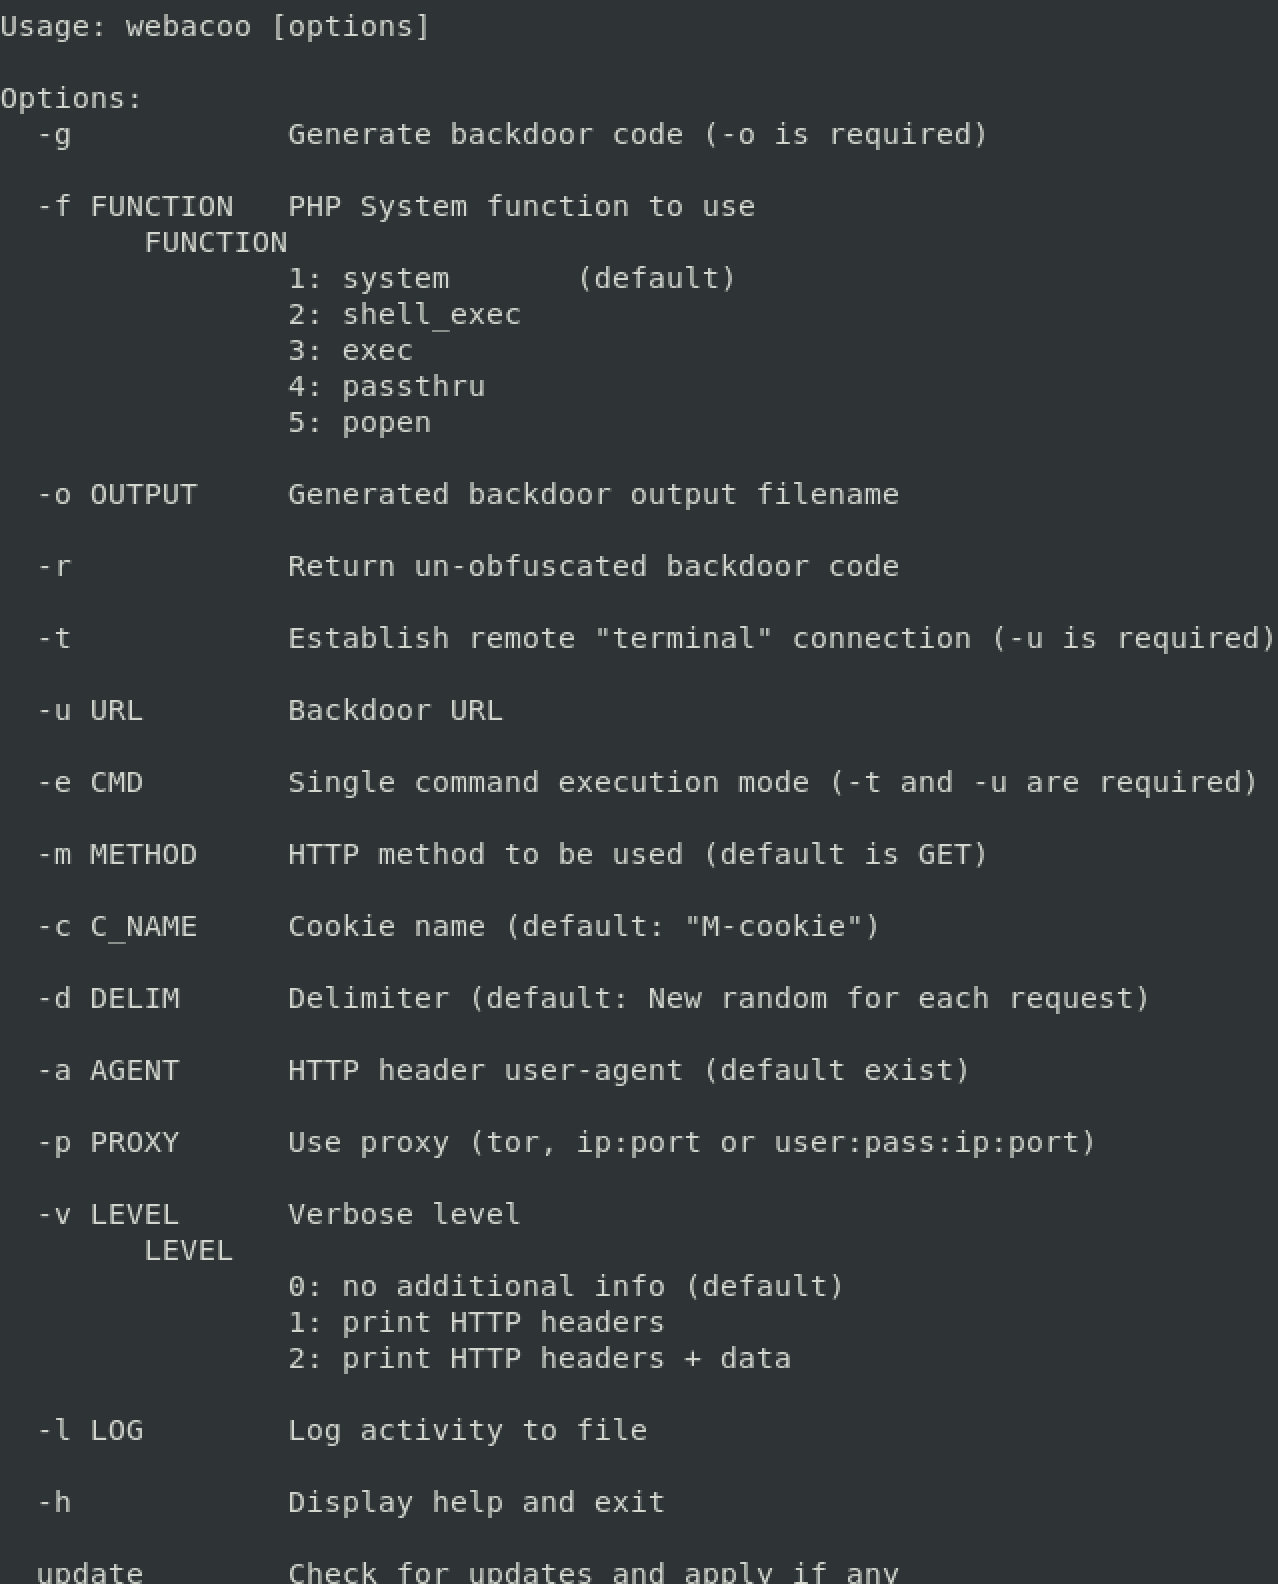 Usage: webacoo [options]

Options:
  -g            Generate backdoor code (-o is required)

  -f FUNCTION   PHP System function to use
        FUNCTION
                1: system       (default)
                2: shell_exec
                3: exec
                4: passthru
                5: popen

  -o OUTPUT     Generated backdoor output filename

  -r            Return un-obfuscated backdoor code

  -t            Establish remote "terminal" connection (-u is required)

  -u URL        Backdoor URL

  -e CMD        Single command execution mode (-t and -u are required)

  -m METHOD     HTTP method to be used (default is GET)

  -c C_NAME     Cookie name (default: "M-cookie")

  -d DELIM      Delimiter (default: New random for each request)

  -a AGENT      HTTP header user-agent (default exist)

  -p PROXY      Use proxy (tor, ip:port or user:pass:ip:port)

  -v LEVEL      Verbose level
        LEVEL
                0: no additional info (default)
                1: print HTTP headers
                2: print HTTP headers + data

  -l LOG        Log activity to file

  -h            Display help and exit

  update        Check for updates and apply if any